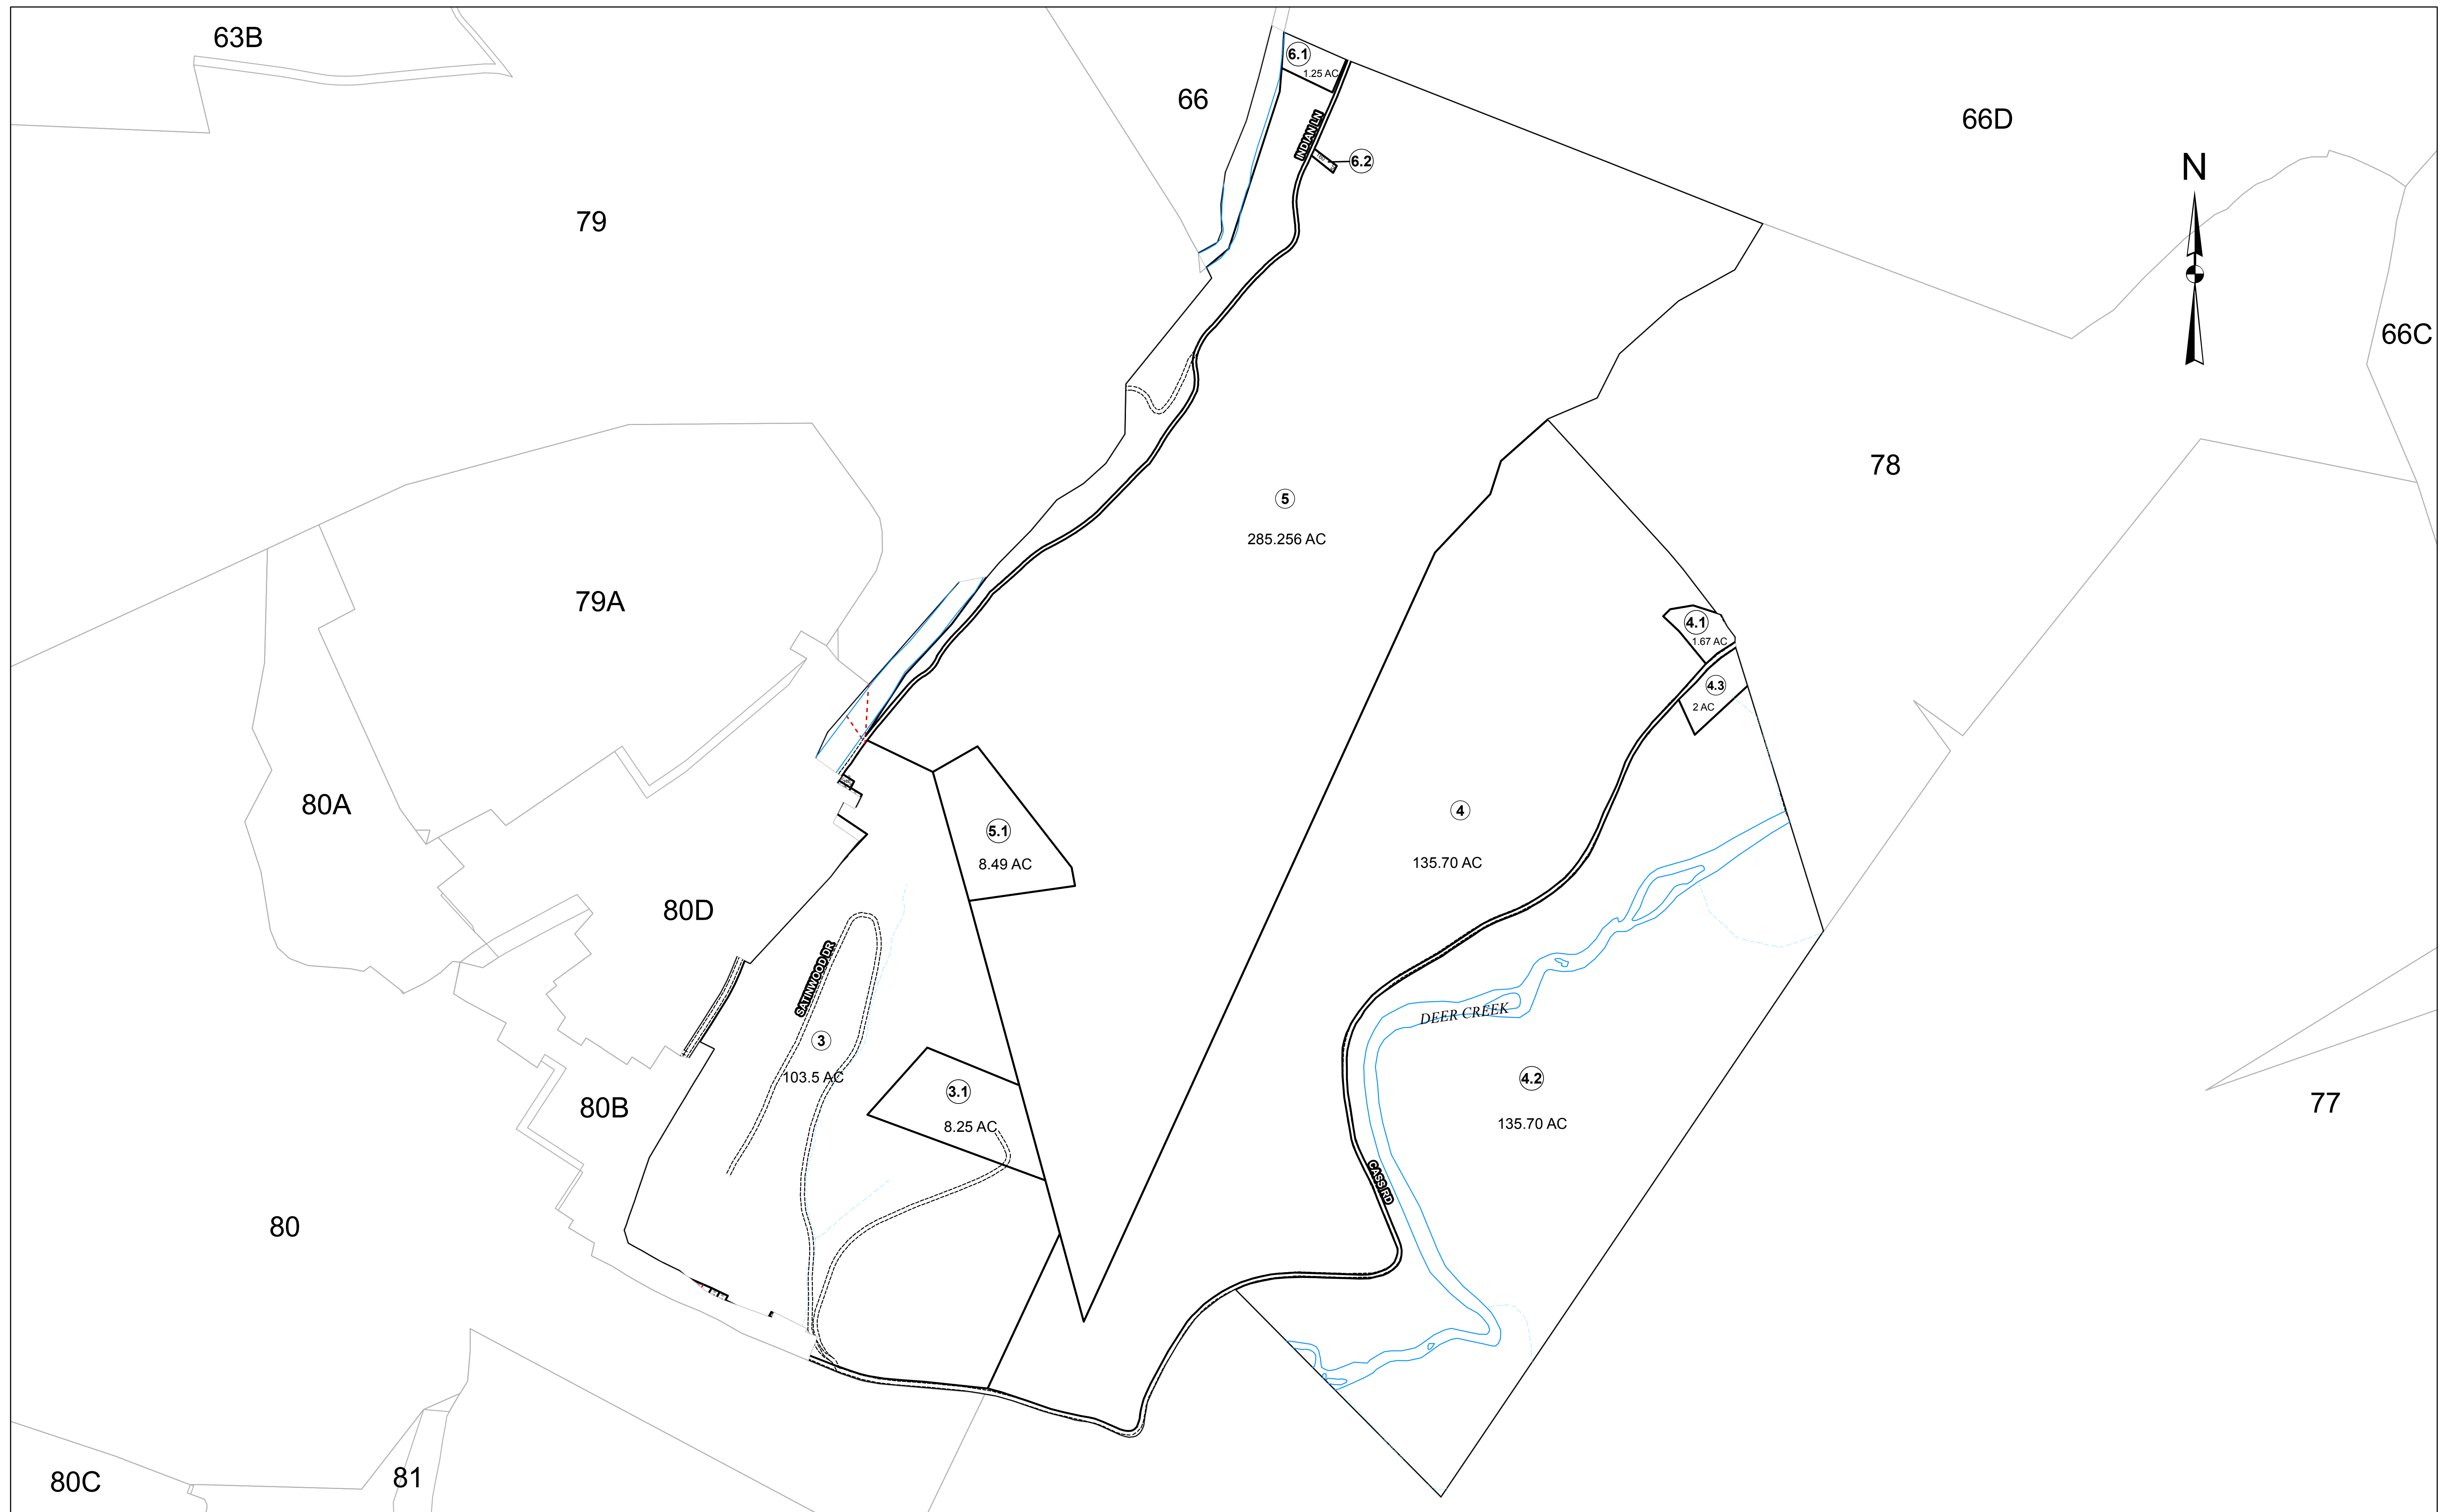 63B
6.1
1.25 AC
66
66D
INDIAN LN
6.2
N
79
66C
78
5
285.256 AC
79A
4.1
1.67 AC
4.3
2 AC
80A
4
5.1
8.49 AC
135.70 AC
80D
SATINWOOD DR
DEER CREEK
3
103.5 AC
3.1
8.25 AC
4.2
135.70 AC
80B
77
CASS RD
80
80C
81